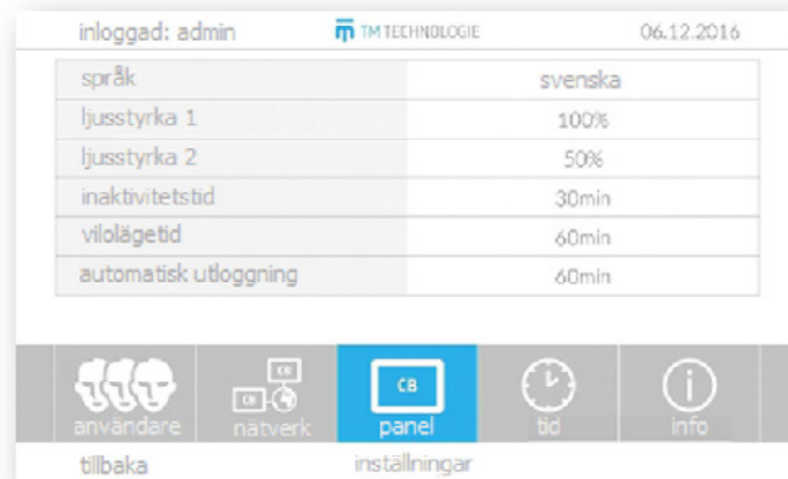 inloggad: admin TM TECHNOLOGIE 06.12.2016
språk svenska
ljusstyrka 1 100%
ljusstyrka 2 50%
inaktivitetstid 30min
vilolägetid 60min
automatisk utloggning 60min
CB
CB CB
användare nätverk panel tid info
tillbaka inställningar